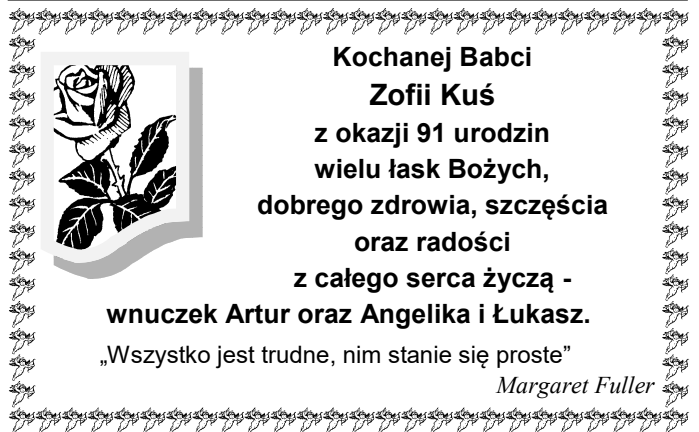 Kochanej Babci
Zofii Kuś
z okazji 91 urodzin
wielu łask Bożych,
dobrego zdrowia, szczęścia
oraz radości
z całego serca życzą -
wnuczek Artur oraz Angelika i Łukasz.
„Wszystko jest trudne, nim stanie się proste”
Margaret Fuller